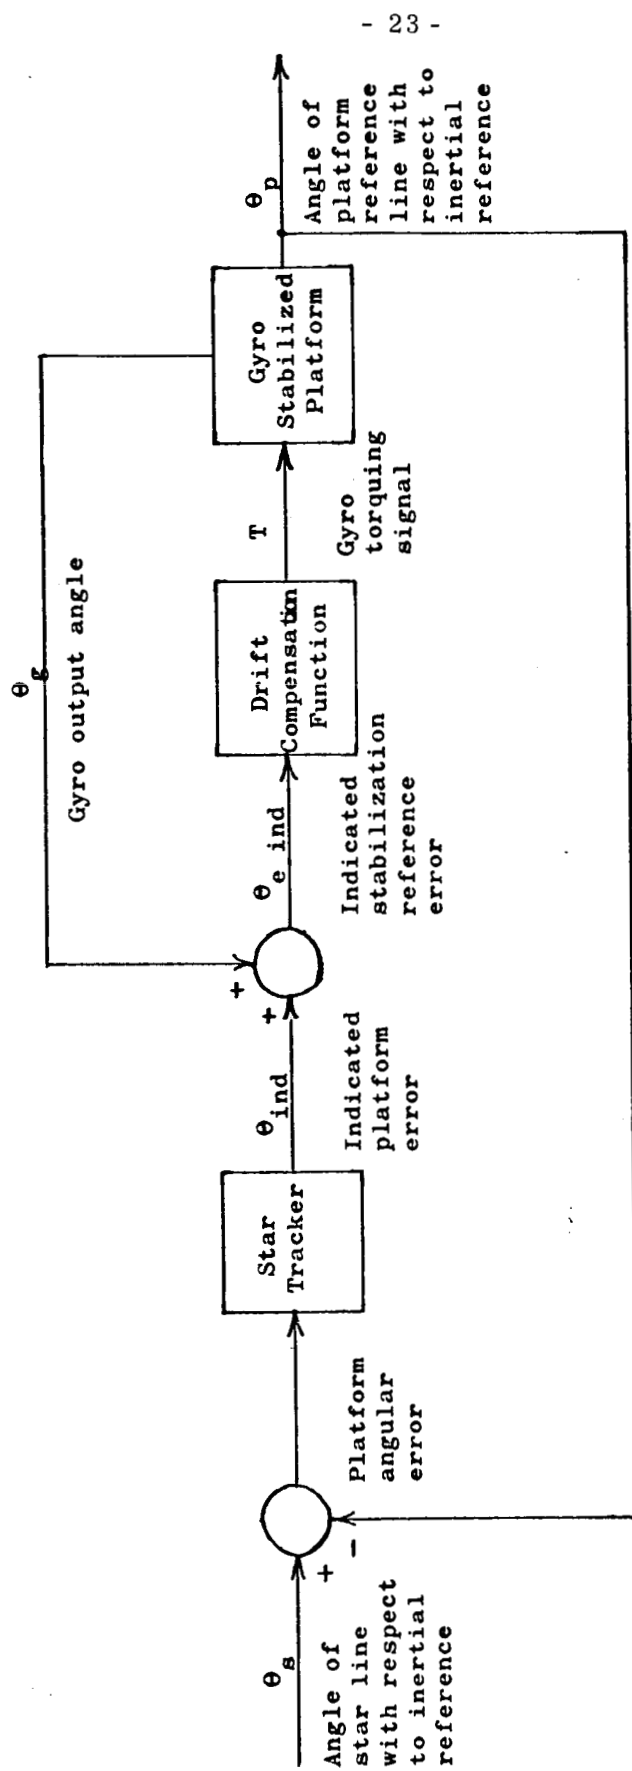 - 23 -
θs
Angle of
star line
with respect
to inertial
reference
+
-
Platform
angular
error
Star
Tracker
θind
Indicated
platform
error
+
+
θg
Gyro output angle
θe ind
Indicated
stabilization
reference
error
Drift
Compensation
Function
T
Gyro
torquing
signal
Gyro
Stabilized
Platform
θp
Angle of
platform
reference
line with
respect to
inertial
reference